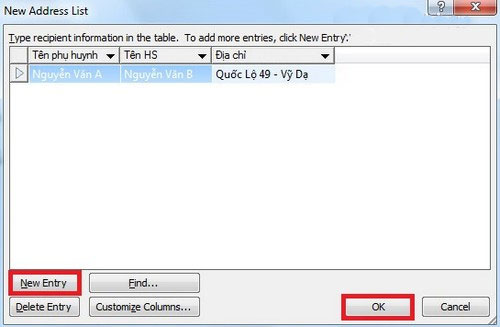 New Address List
Type recipient information in the table. To add more entries, click New Entry'.'
Tên phụ huynh Tên HS Địa chỉ
Nguyễn Văn A Nguyễn Văn B Quốc Lộ 49 - Vỹ Dạ
New Entry Find...
Delete Entry Customize Columns... OK Cancel